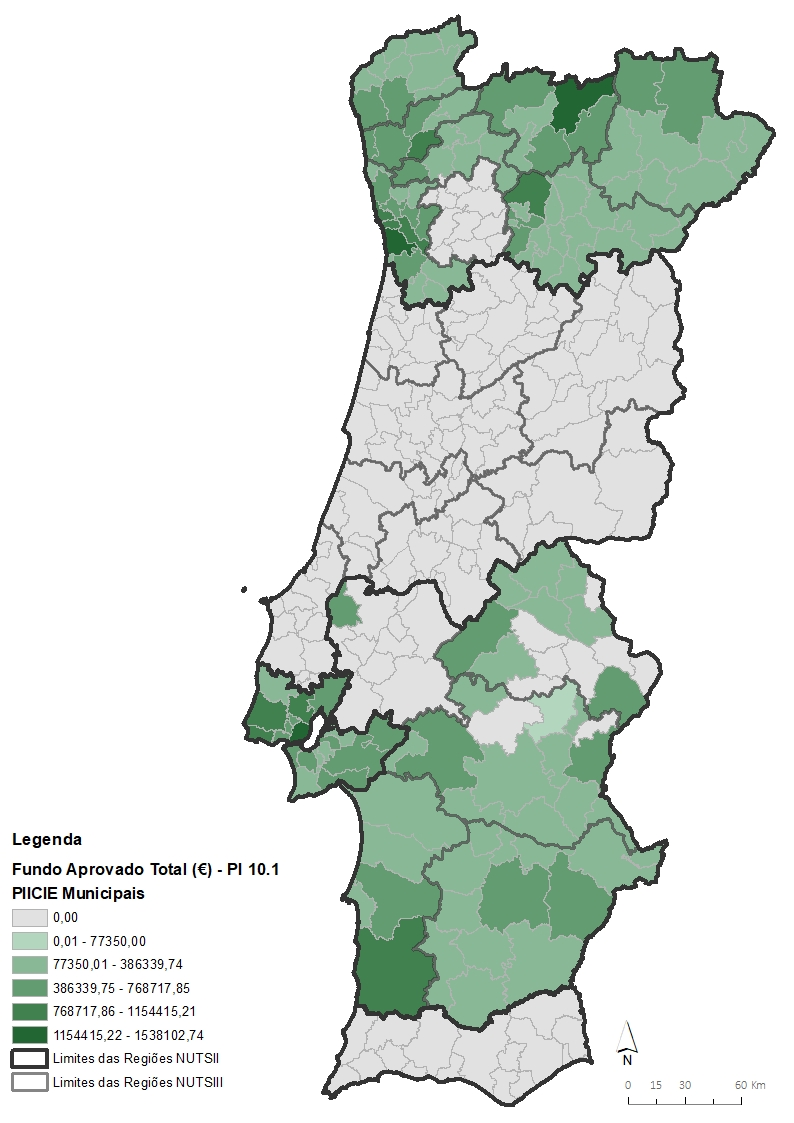 Legenda
Fundo Aprovado Total (€) - PI 10.1
PIICIE Municipais
0,00
0,01 - 77350,00
77350,01 - 386339,74
386339,75 - 768717,85
768717,86 - 1154415,21
1154415,22 - 1538102,74
Limites das Regiões NUTSII
Limites das Regiões NUTSIII
N
0 15 30 60 Km